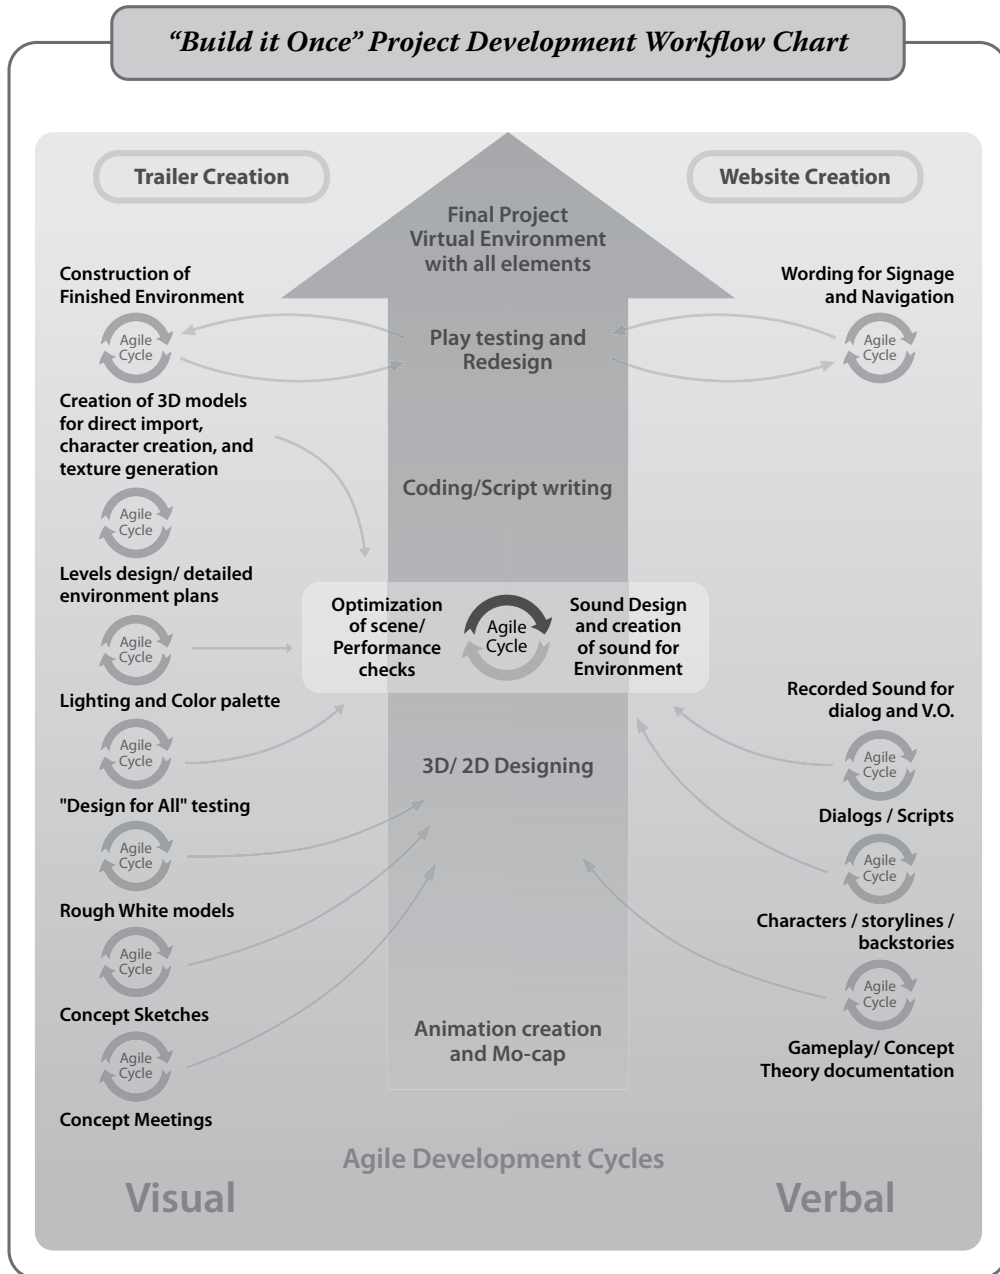 “Build it Once” Project Development Workflow Chart
Trailer Creation
Website Creation
Final Project
Virtual Environment
with all elements
Construction of
Finished Environment
Agile
Cycle
Wording for Signage
and Navigation
Agile
Cycle
Play testing and
Redesign
Creation of 3D models
for direct import,
character creation, and
texture generation
Agile
Cycle
Coding/Script writing
Levels design/ detailed
environment plans
Agile
Cycle
Optimization
of scene/
Performance
checks
Agile
Cycle
Sound Design
and creation
of sound for
Environment
Lighting and Color palette
Agile
Cycle
Recorded Sound for
dialog and V.O.
Agile
Cycle
3D/ 2D Designing
"Design for All" testing
Agile
Cycle
Dialogs / Scripts
Agile
Cycle
Rough White models
Agile
Cycle
Characters / storylines /
backstories
Agile
Cycle
Concept Sketches
Agile
Cycle
Animation creation
and Mo-cap
Gameplay/ Concept
Theory documentation
Concept Meetings
Agile Development Cycles
Visual
Verbal